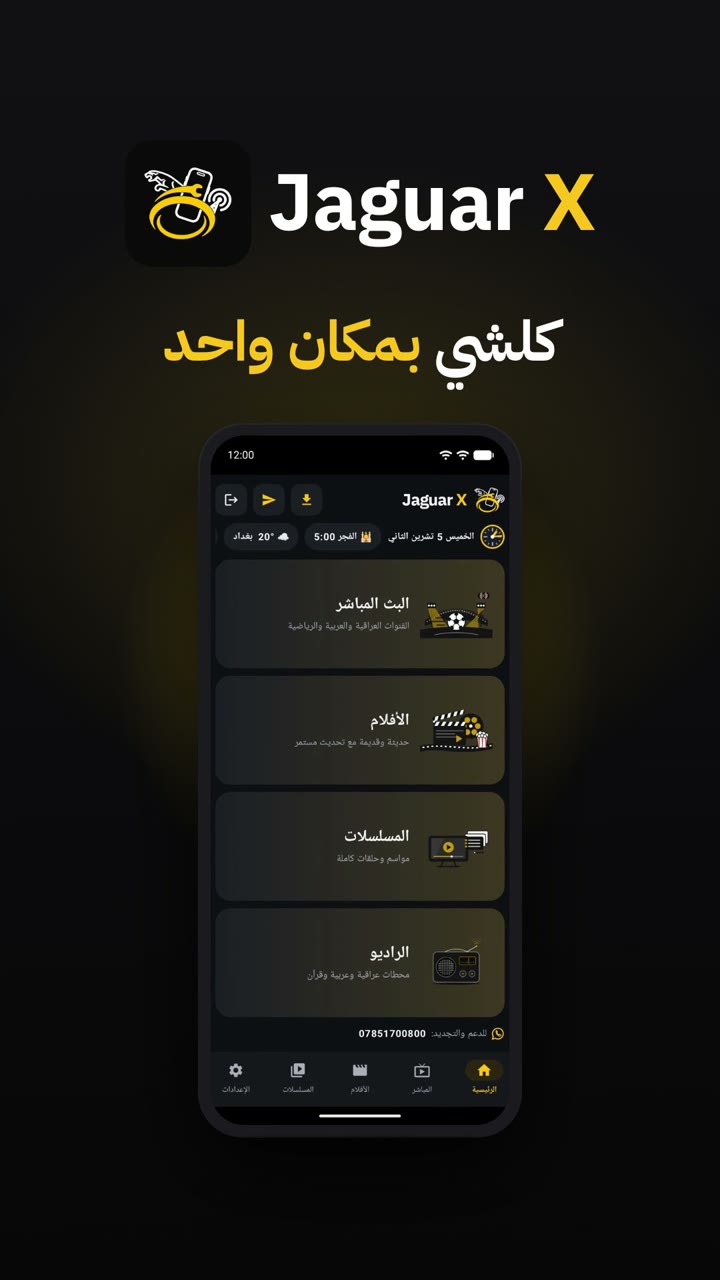 Jaguar X
كلشي بمكان واحد
12:00
Jaguar X
الخميس 5 تشرين الثاني
الفجر 5:00
20° بغداد
البث المباشر
القنوات العراقية والعربية والرياضية
الأفلام
حديثة وقديمة مع تحديث مستمر
المسلسلات
مواسم وحلقات كاملة
الراديو
محطات عراقية وعربية وقرآن
للدعم والتجديد: 07851700800
الرئيسية
المباشر
الأفلام
المسلسلات
الإعدادات